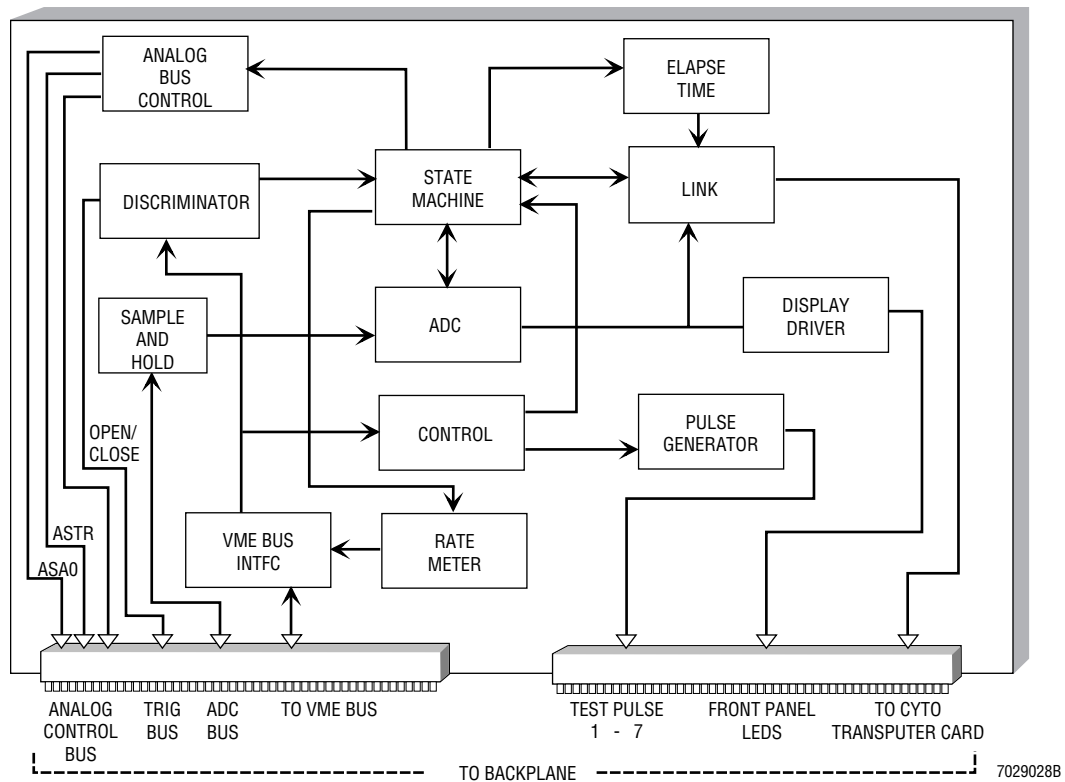 ANALOG
BUS
CONTROL
ELAPSE
TIME
STATE
MACHINE
LINK
DISCRIMINATOR
SAMPLE
AND
HOLD
ADC
DISPLAY
DRIVER
OPEN/
CLOSE
CONTROL
PULSE
GENERATOR
ASTR
ASA0
VME BUS
INTFC
RATE
METER
ANALOG
CONTROL
BUS
TRIG
BUS
ADC
BUS
TO VME BUS
TEST PULSE
1 - 7
FRONT PANEL
LEDS
TO CYTO
TRANSPUTER CARD
TO BACKPLANE
7029028B